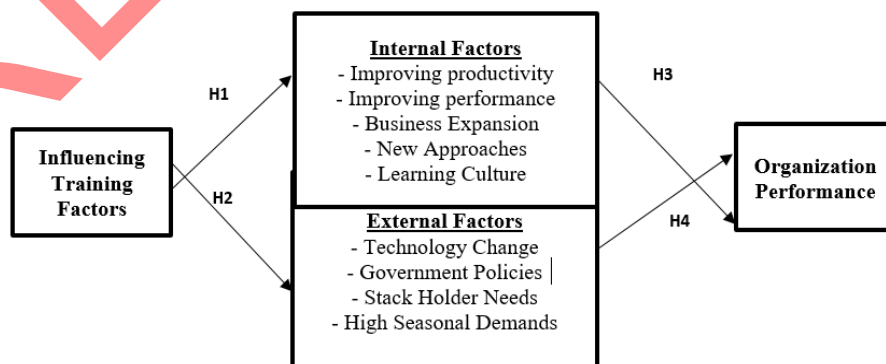 Internal Factors
- Improving productivity
- Improving performance
- Business Expansion
- New Approaches
- Learning Culture
H1
H3
Influencing
Training
Factors
Organization
Performance
H2
H4
External Factors
- Technology Change
- Government Policies
- Stack Holder Needs
- High Seasonal Demands